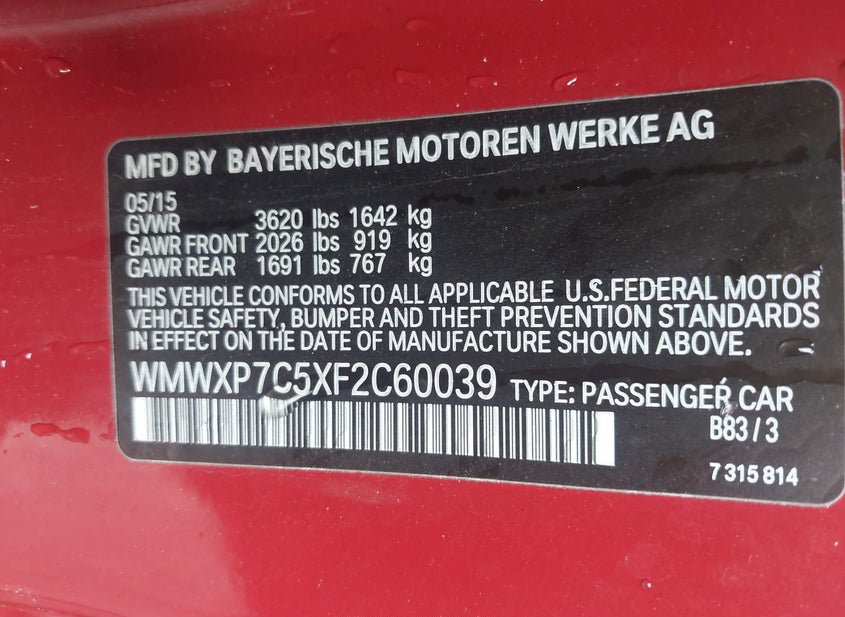 MFD BY BAYERISCHE MOTOREN WERKE AG
05/15
GVWR 3620 lbs 1642 kg
GAWR FRONT 2026 lbs 919 kg
GAWR REAR 1691 lbs 767 kg
THIS VEHICLE CONFORMS TO ALL APPLICABLE U.S.FEDERAL MOTOR
VEHICLE SAFETY, BUMPER AND THEFT PREVENTION STANDARDS
IN EFFECT ON THE DATE OF MANUFACTURE SHOWN ABOVE.
WMWXP7C5XF2C60039 TYPE: PASSENGER CAR
B83 / 3
7 315 814